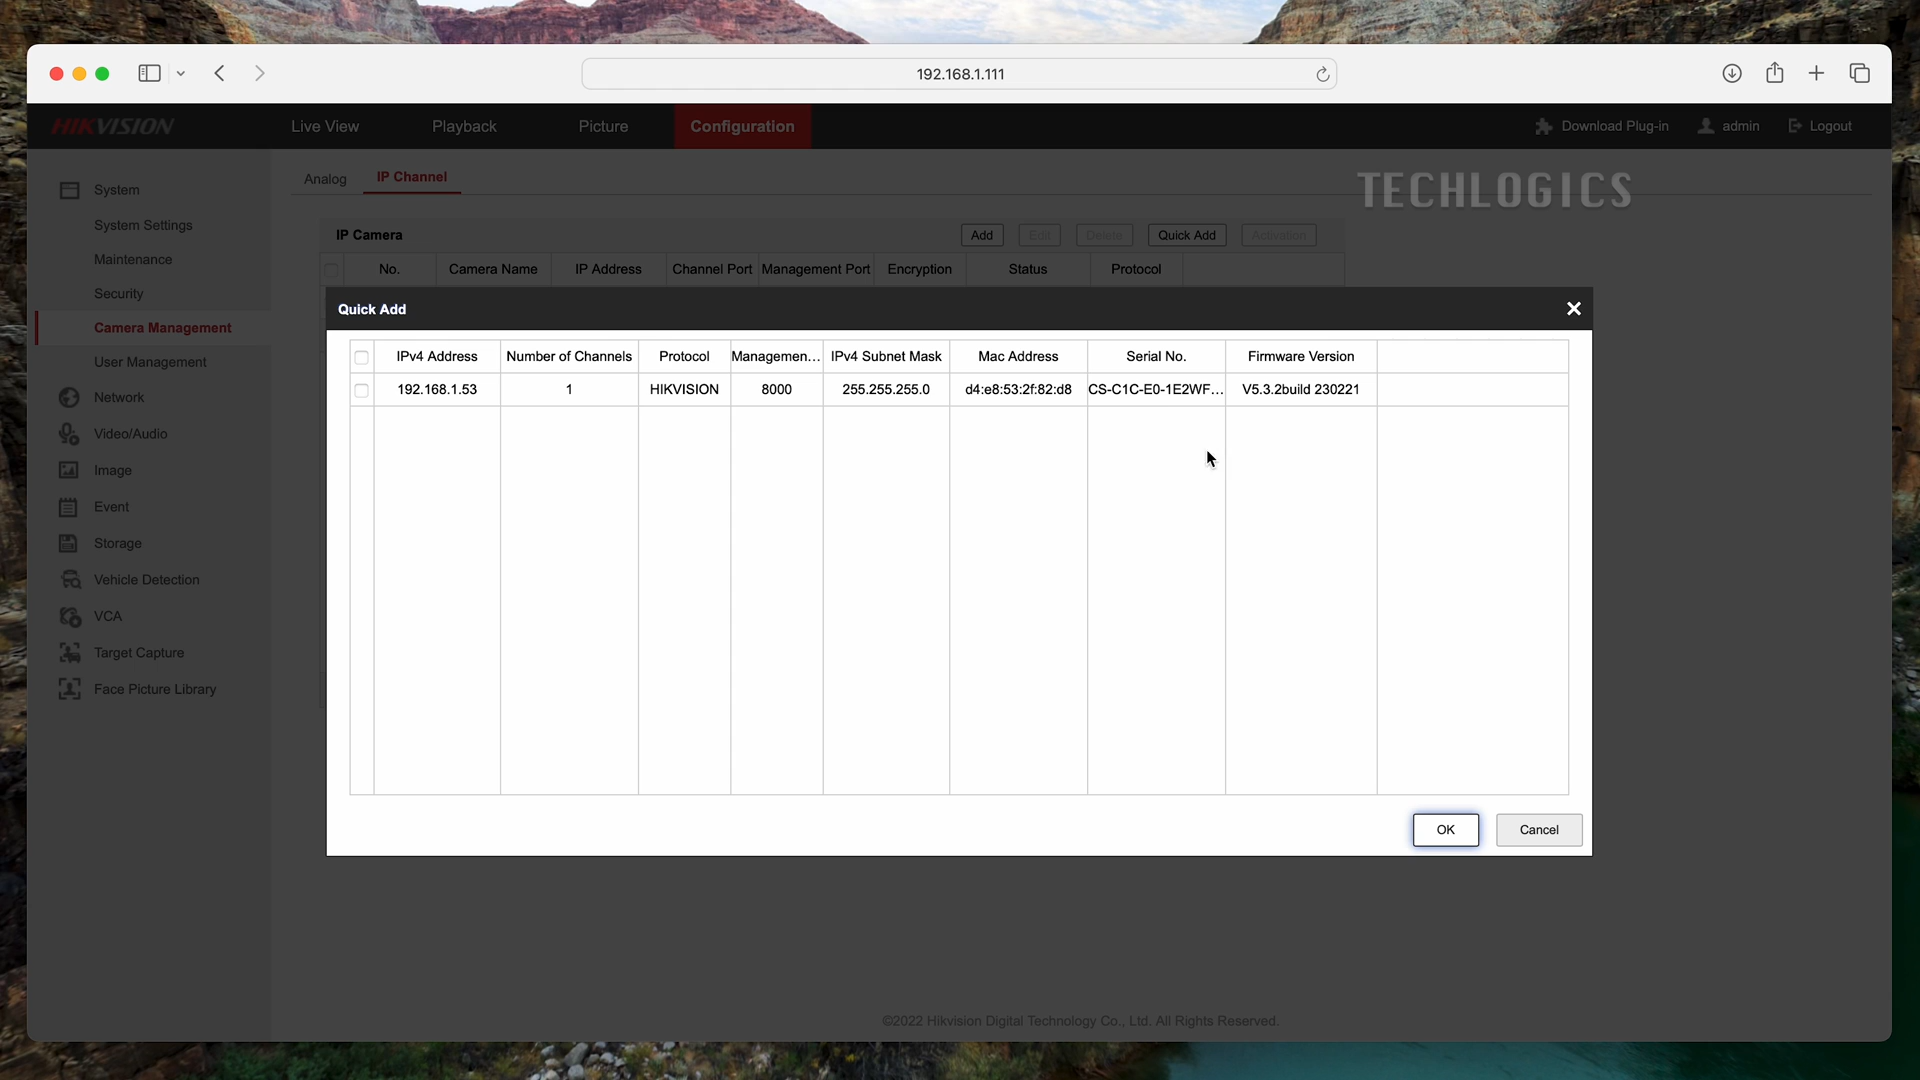 192.168.1.111
HIKVISION Live View Playback Picture Configuration Download Plug-in admin Logout
TECHLOGICS
Analog IP Channel
System
System Settings
Maintenance
Security
Camera Management
User Management
Network
Video/Audio
Image
Event
Storage
Vehicle Detection
VCA
Target Capture
Face Picture Library
IP Camera Add Edit Delete Quick Add Activation
No. Camera Name IP Address Channel Port Management Port Encryption Status Protocol
Quick Add
IPv4 Address Number of Channels Protocol Managemen... IPv4 Subnet Mask Mac Address Serial No. Firmware Version
192.168.1.53 1 HIKVISION 8000 255.255.255.0 d4:e8:53:2f:82:d8 CS-C1C-E0-1E2WF... V5.3.2build 230221
OK Cancel
©2022 Hikvision Digital Technology Co., Ltd. All Rights Reserved.